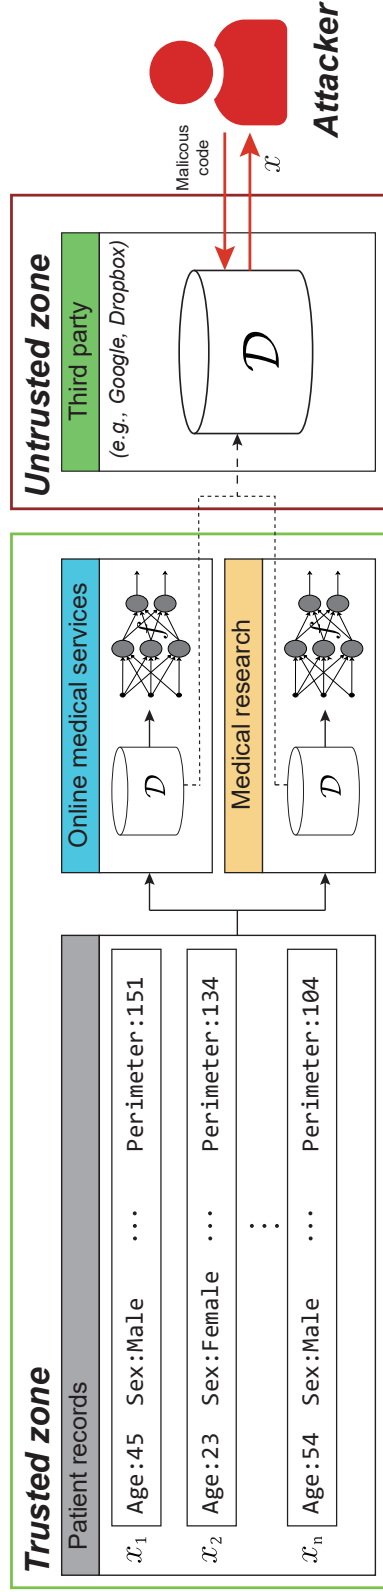 Trusted zone
Patient records
x1 Age:45 Sex:Male ... Perimeter:151
x2 Age:23 Sex:Female ... Perimeter:134
⋮
xn Age:54 Sex:Male ... Perimeter:104
Online medical services
D
f
Medical research
D
f
Untrusted zone
Third party
(e.g., Google, Dropbox)
D
Malicous
code
x
Attacker